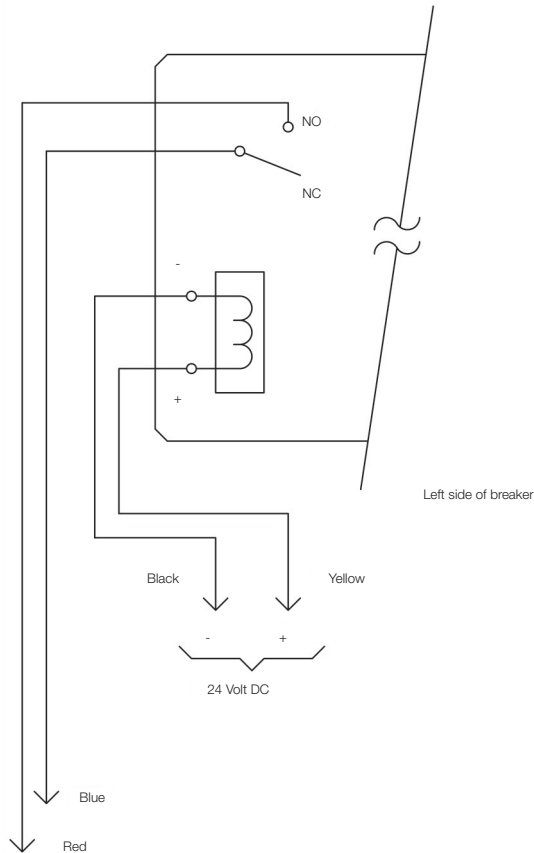 NO
NC
-
+
Left side of breaker
Black
Yellow
-
+
24 Volt DC
Blue
Red